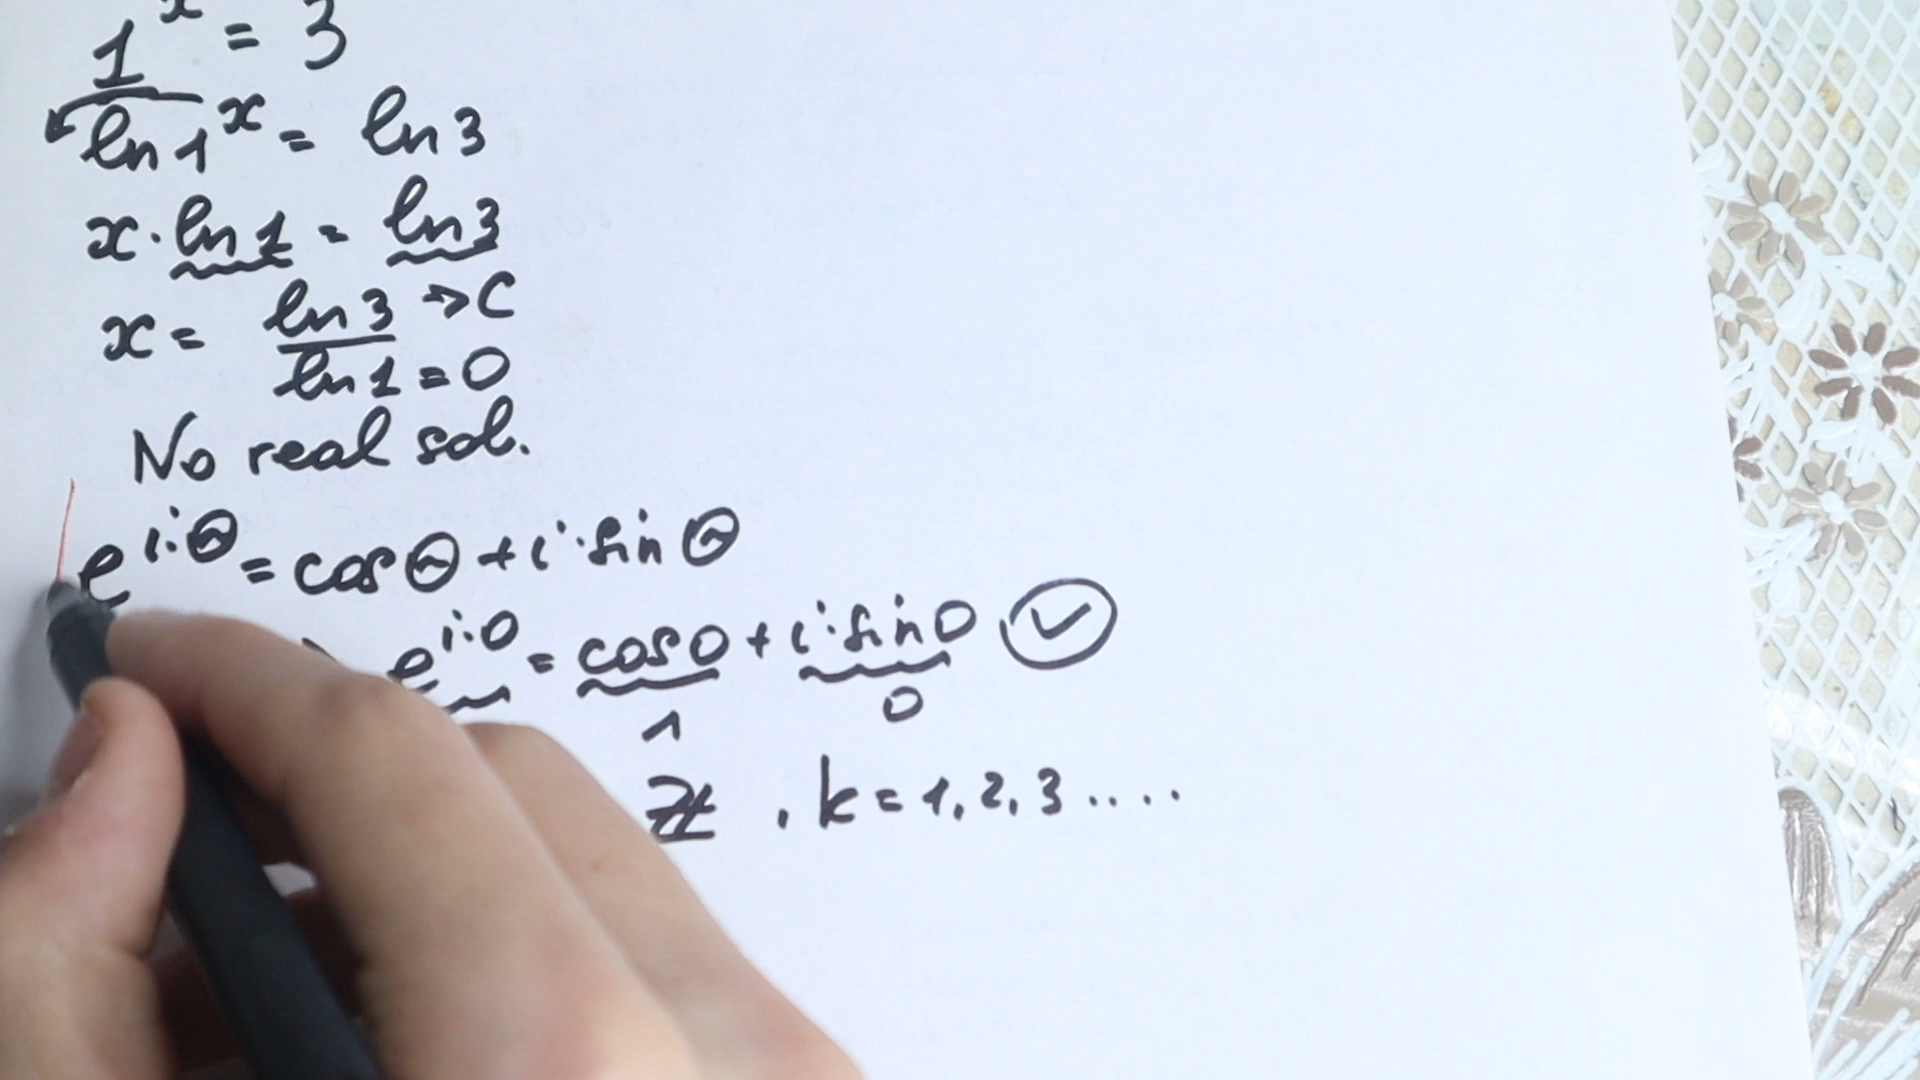 1^x = 3
ln 1^x = ln 3
x · ln 1 = ln 3
x = ln 3 / ln 1 = 0 → C
No real sol.
e^{i·θ} = cos θ + i · sin θ
e^{i·0} = cos 0 + i · sin 0 ✓
1 0
ℤ , k = 1, 2, 3 ....